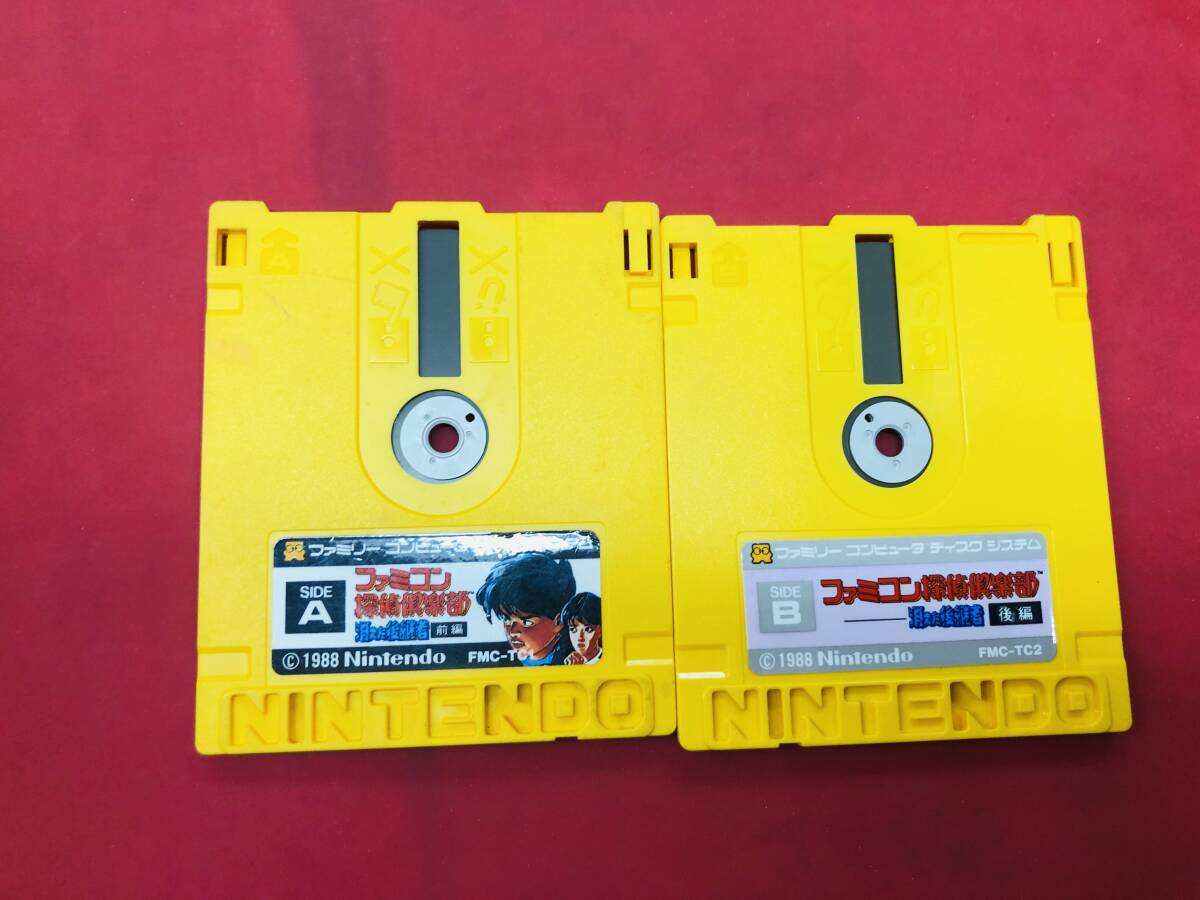 A
ファミリー コンピュータ
SIDE
A
ファミコン
探偵倶楽部
消えた後継者 前編
© 1988 Nintendo FMC-TC1
NINTENDO
B
ファミリー コンピュータ ディスク システム
SIDE
B
ファミコン探偵倶楽部™
消えた後継者 後編
© 1988 Nintendo FMC-TC2
NINTENDO